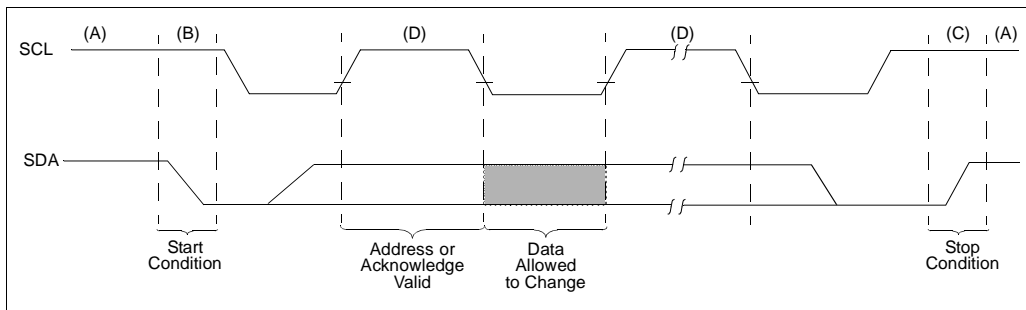 (A) (B) (D) (D) (C) (A)
SCL
SDA
Start
Condition
Address or
Acknowledge
Valid
Data
Allowed
to Change
Stop
Condition